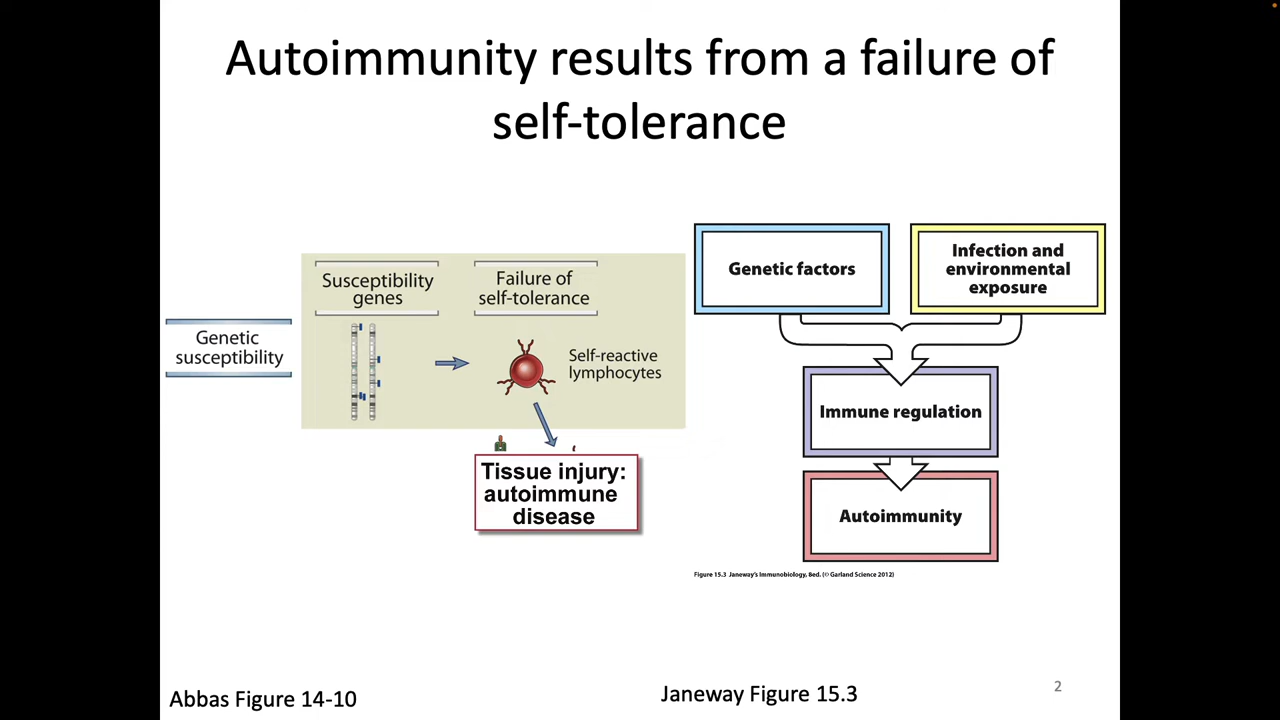 Autoimmunity results from a failure of
self-tolerance
Genetic
susceptibility
Susceptibility
genes
Failure of
self-tolerance
Self-reactive
lymphocytes
Tissue injury:
autoimmune
disease
Genetic factors
Infection and
environmental
exposure
Immune regulation
Autoimmunity
Figure 15.3 Janeway's Immunobiology, 8ed. (© Garland Science 2012)
Abbas Figure 14-10
Janeway Figure 15.3
2